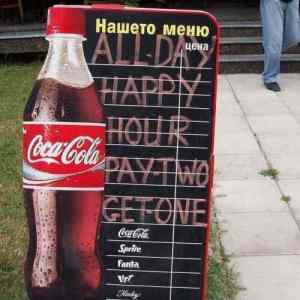 Нашето меню
цена
ALL-DAY
HAPPY
HOUR
PAY-TWO
GET-ONE
Coca-Cola
Coca-Cola
Sprite
Fanta